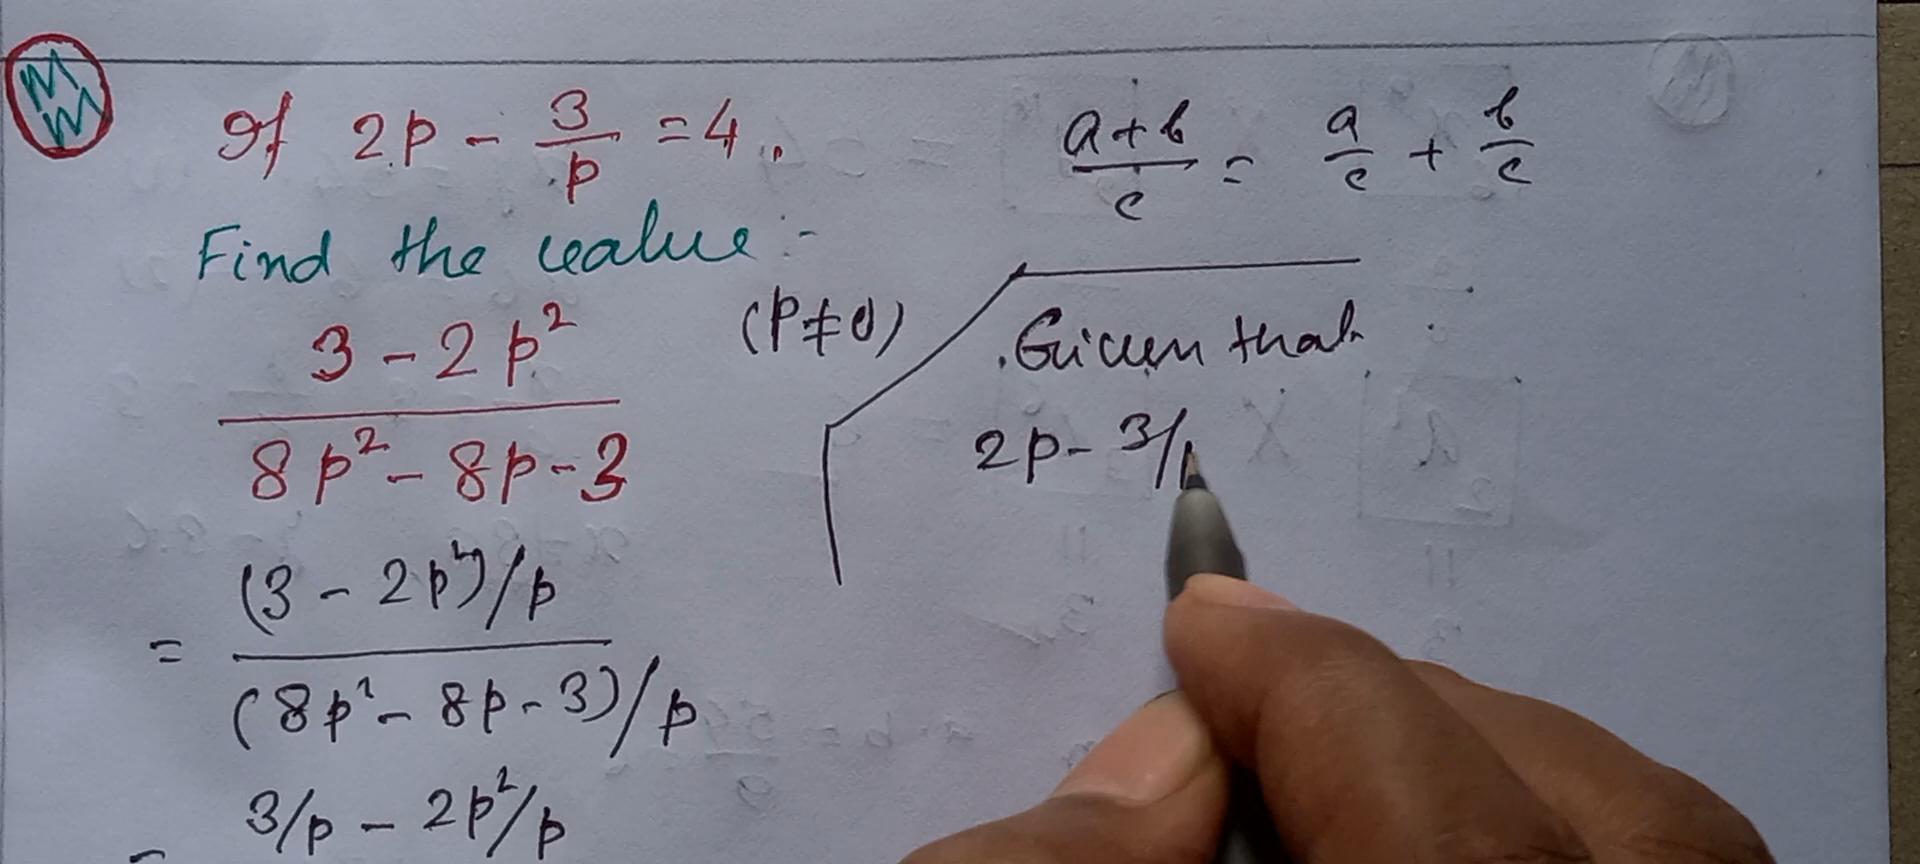 MM
If 2p - 3/p = 4.
Find the value :-
(3 - 2p²)/(8p² - 8p - 3)
(P≠0)
= ((3 - 2p²)/p)/((8p² - 8p - 3)/p)
= 3/p - 2p²/p
(a+b)/c = a/c + b/c
Given that
2p - 3/p